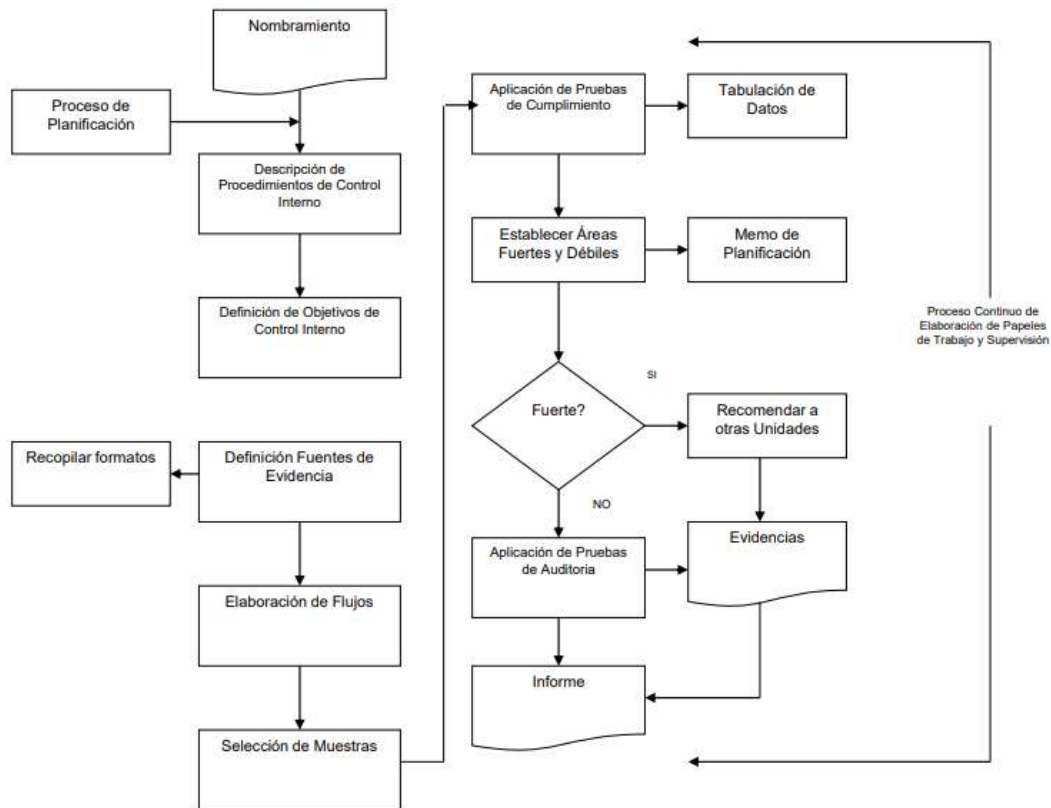 Nombramiento
Proceso de
Planificación
Descripción de
Procedimientos de Control
Interno
Definición de Objetivos de
Control Interno
Recopilar formatos
Definición Fuentes de
Evidencia
Elaboración de Flujos
Selección de Muestras
Aplicación de Pruebas
de Cumplimiento
Tabulación de
Datos
Establecer Áreas
Fuertes y Débiles
Memo de
Planificación
Fuerte?
SI
Recomendar a
otras Unidades
NO
Aplicación de Pruebas
de Auditoria
Evidencias
Informe
Proceso Continuo de
Elaboración de Papeles
de Trabajo y Supervisión